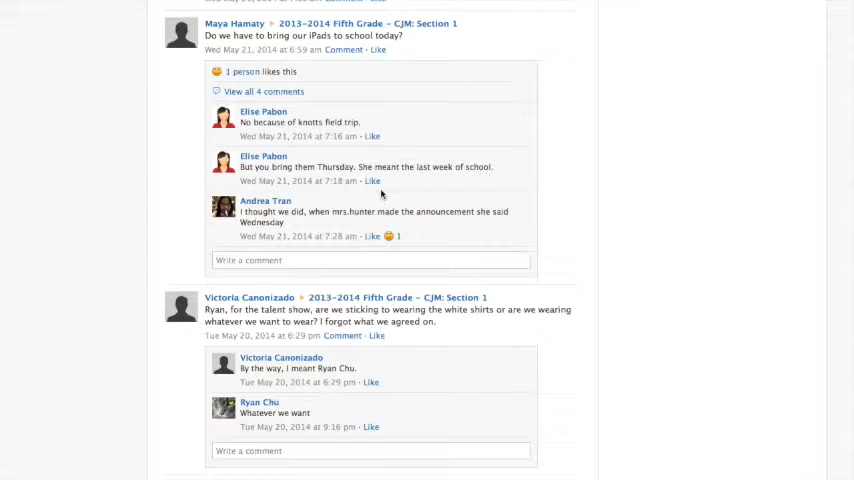 Maya Hamaty ▸ 2013-2014 Fifth Grade - CJM: Section 1
Do we have to bring our iPads to school today?
Wed May 21, 2014 at 6:59 am Comment · Like
1 person likes this
View all 4 comments
Elise Pabon
No because of knotts field trip.
Wed May 21, 2014 at 7:16 am · Like
Elise Pabon
But you bring them Thursday. She meant the last week of school.
Wed May 21, 2014 at 7:18 am · Like
Andrea Tran
I thought we did, when mrs.hunter made the announcement she said
Wednesday
Wed May 21, 2014 at 7:28 am · Like 1
Write a comment
Victoria Canonizado ▸ 2013-2014 Fifth Grade - CJM: Section 1
Ryan, for the talent show, are we sticking to wearing the white shirts or are we wearing
whatever we want to wear? I forgot what we agreed on.
Tue May 20, 2014 at 6:29 pm Comment · Like
Victoria Canonizado
By the way, I meant Ryan Chu.
Tue May 20, 2014 at 6:29 pm · Like
Ryan Chu
Whatever we want
Tue May 20, 2014 at 9:16 pm · Like
Write a comment